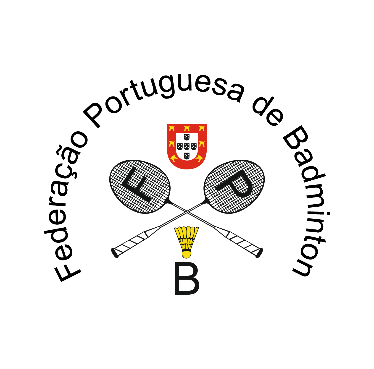 Federação Portuguesa de Badminton
F P
B